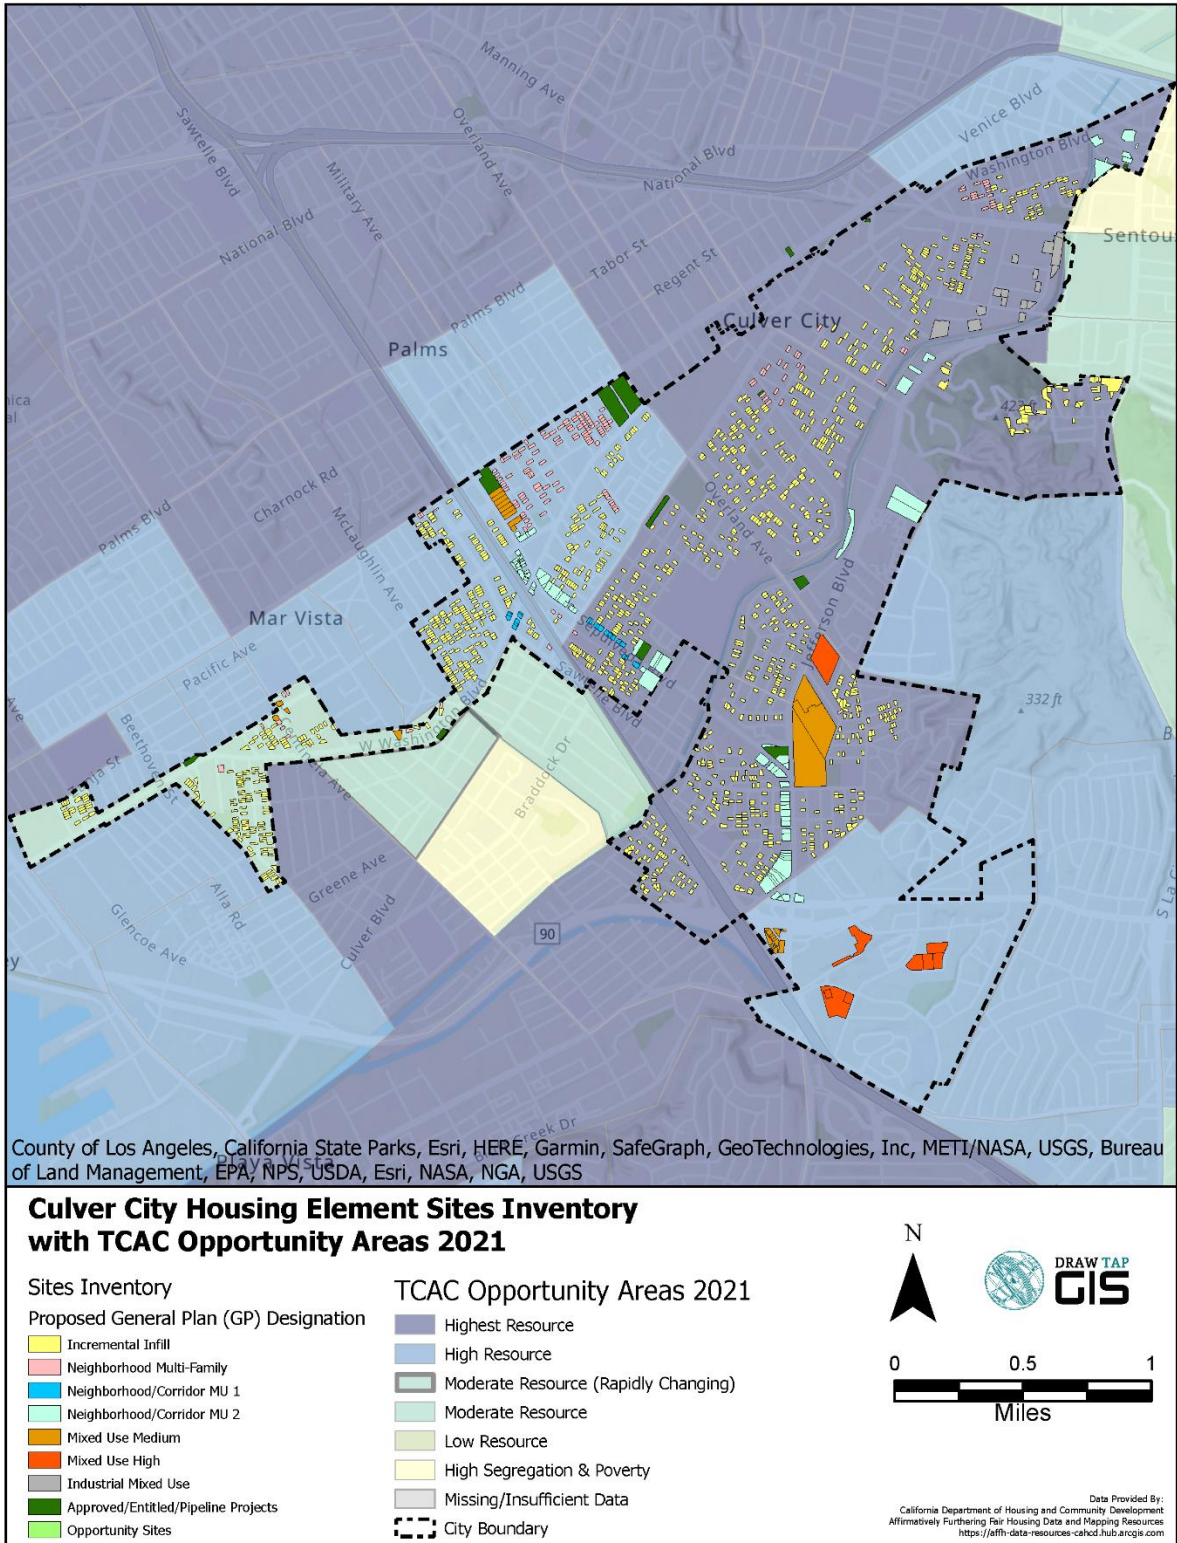 Manning Ave
Sawtelle Blvd
Overland Ave
Venice Blvd
Military Ave
National Blvd
Washington Blvd
National Blvd
Tabor St
Regent St
Palms Blvd
Culver City
Palms
422 ft
Charnock Rd
McLaughlin Ave
Overland Ave
Palms Blvd
Jefferson Blvd
Mar Vista
Pacific Ave
Sawtelle Blvd
332 ft
W Washington Blvd
Beethoven St
Braddock Dr
Alla Rd
Greene Ave
Glencoe Ave
Culver Blvd
90
Playa Vista
County of Los Angeles, California State Parks, Esri, HERE, Garmin, SafeGraph, GeoTechnologies, Inc, METI/NASA, USGS, Bureau
of Land Management, EPA, NPS, USDA, Esri, NASA, NGA, USGS
Culver City Housing Element Sites Inventory
with TCAC Opportunity Areas 2021
Sites Inventory
Proposed General Plan (GP) Designation
Incremental Infill
Neighborhood Multi-Family
Neighborhood/Corridor MU 1
Neighborhood/Corridor MU 2
Mixed Use Medium
Mixed Use High
Industrial Mixed Use
Approved/Entitled/Pipeline Projects
Opportunity Sites
TCAC Opportunity Areas 2021
Highest Resource
High Resource
Moderate Resource (Rapidly Changing)
Moderate Resource
Low Resource
High Segregation & Poverty
Missing/Insufficient Data
City Boundary
N
DRAW TAP
GIS
0 0.5 1
Miles
Data Provided By:
California Department of Housing and Community Development
Affirmatively Furthering Fair Housing Data and Mapping Resources
https://affh-data-resources-cahcd.hub.arcgis.com